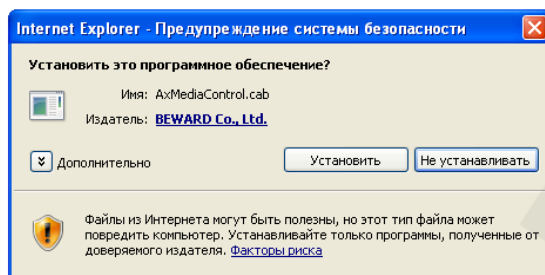 Internet Explorer - Предупреждение системы безопасности
Установить это программное обеспечение?
Имя: AxMediaControl.cab
Издатель: BEWARD Co., Ltd.
Дополнительно Установить Не устанавливать
Файлы из Интернета могут быть полезны, но этот тип файла может
повредить компьютер. Устанавливайте только программы, полученные от
доверяемого издателя. Факторы риска